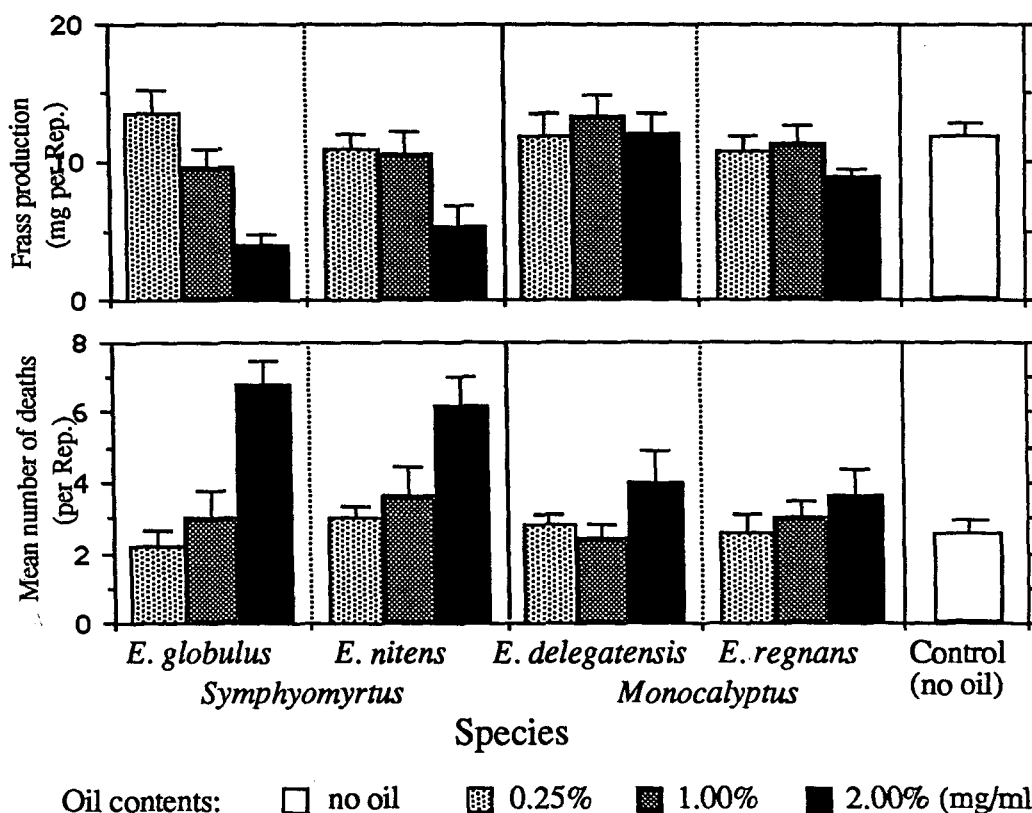 20
10
0
Frass production
(mg per Rep.)
8
6
4
2
0
Mean number of deaths
(per Rep.)
E. globulus E. nitens E. delegatensis E. regnans Control
(no oil)
Symphyomyrtus Monocalyptus
Species
Oil contents: no oil 0.25% 1.00% 2.00% (mg/ml